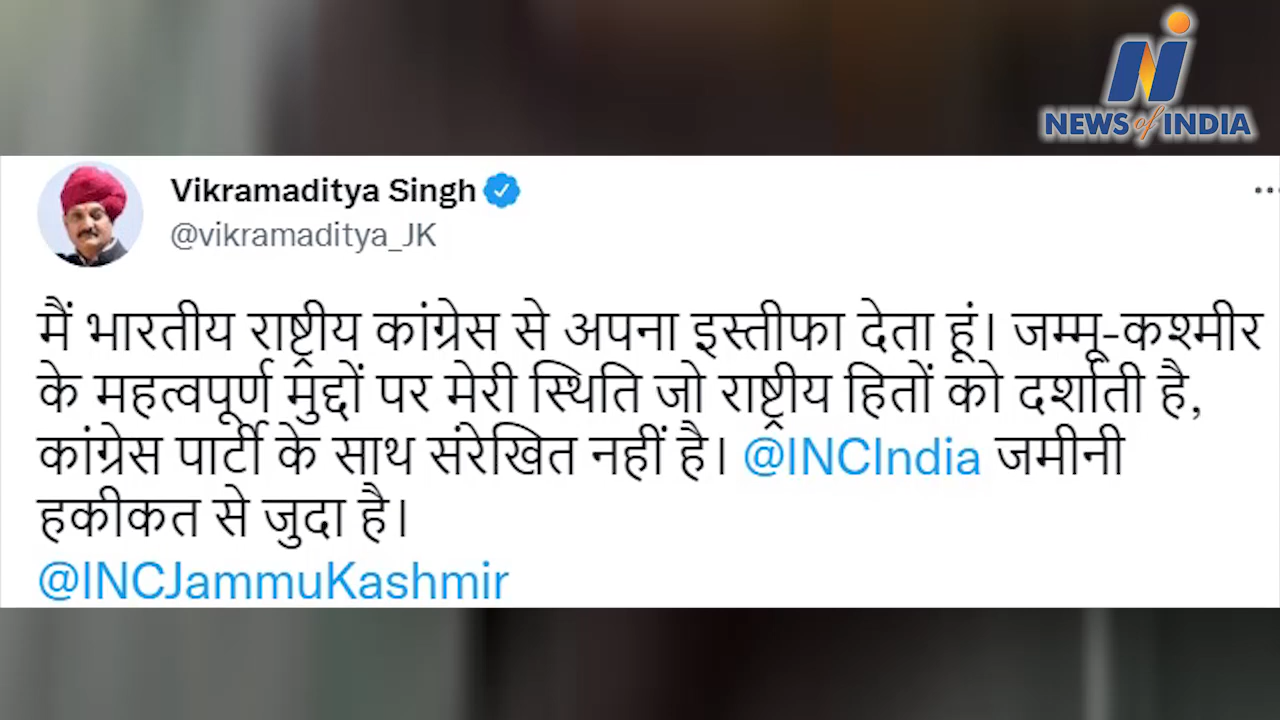 NEWS of INDIA
Vikramaditya Singh
@vikramaditya_JK
मैं भारतीय राष्ट्रीय कांग्रेस से अपना इस्तीफा देता हूं। जम्मू-कश्मीर
के महत्वपूर्ण मुद्दों पर मेरी स्थिति जो राष्ट्रीय हितों को दर्शाती है,
कांग्रेस पार्टी के साथ संरेखित नहीं है। @INCIndia जमीनी
हकीकत से जुदा है।
@INCJammuKashmir